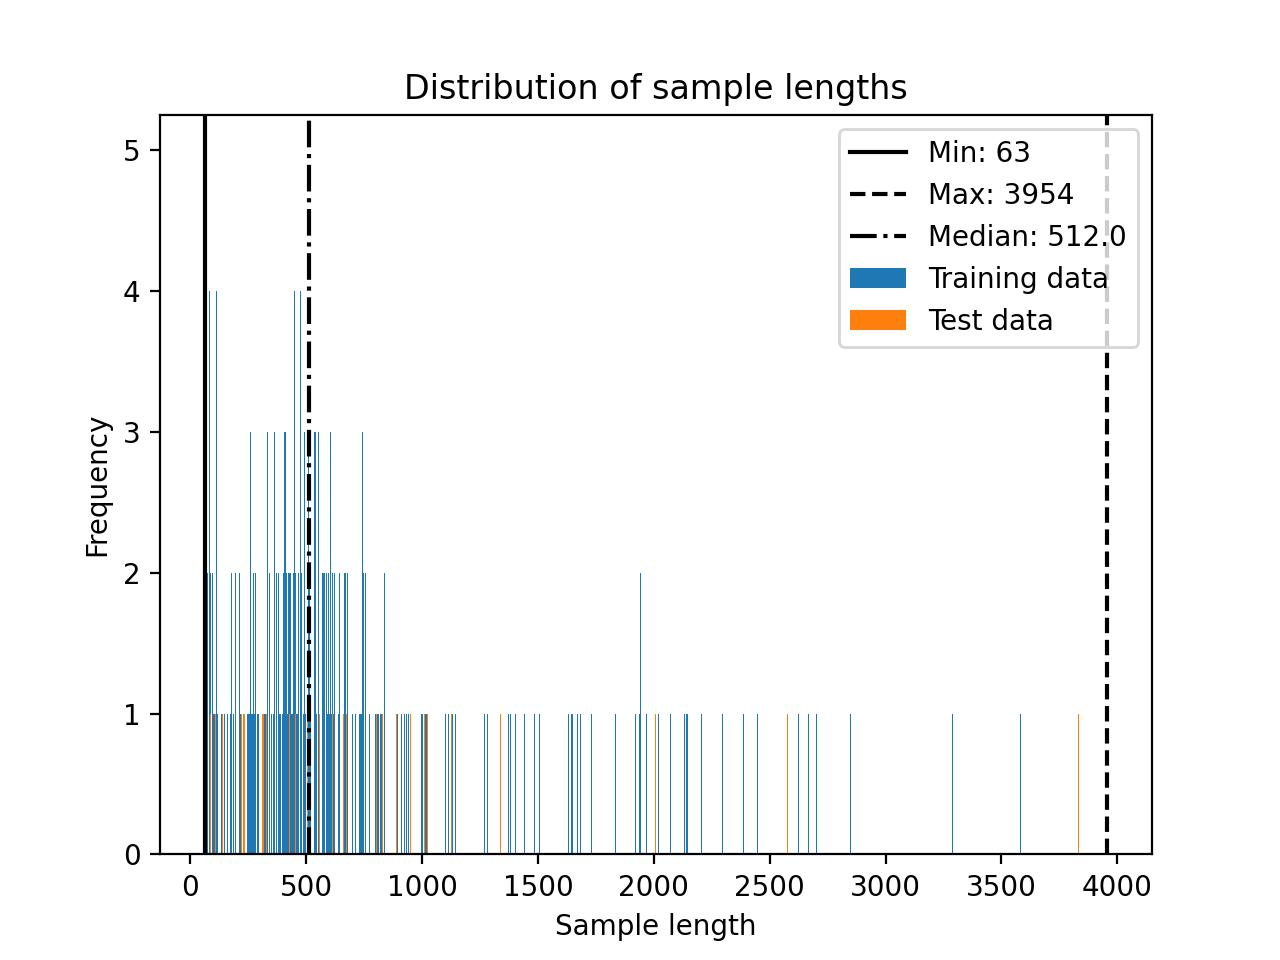 Distribution of sample lengths
Min: 63
Max: 3954
Median: 512.0
Training data
Test data
Frequency
5
4
3
2
1
0
0 500 1000 1500 2000 2500 3000 3500 4000
Sample length